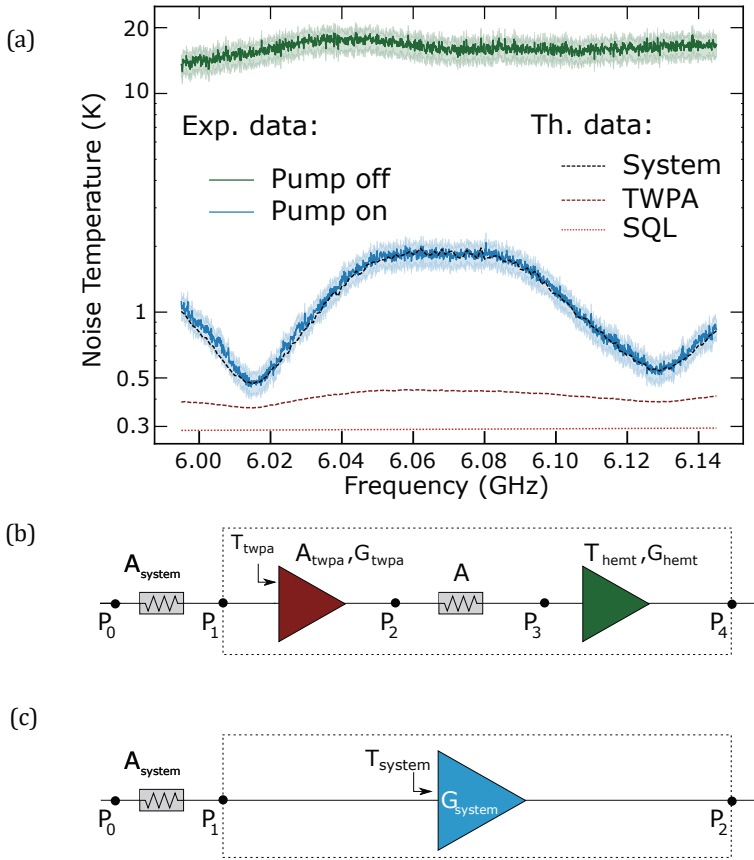 (a)
20
10
1
0.5
0.3
Noise Temperature (K)
Exp. data:
Pump off
Pump on
Th. data:
System
TWPA
SQL
6.00 6.02 6.04 6.06 6.08 6.10 6.12 6.14
Frequency (GHz)
(b)
A_system
T_twpa
A_twpa,G_twpa
A
T_hemt,G_hemt
P_0 P_1 P_2 P_3 P_4
(c)
A_system
T_system
G_system
P_0 P_1 P_2